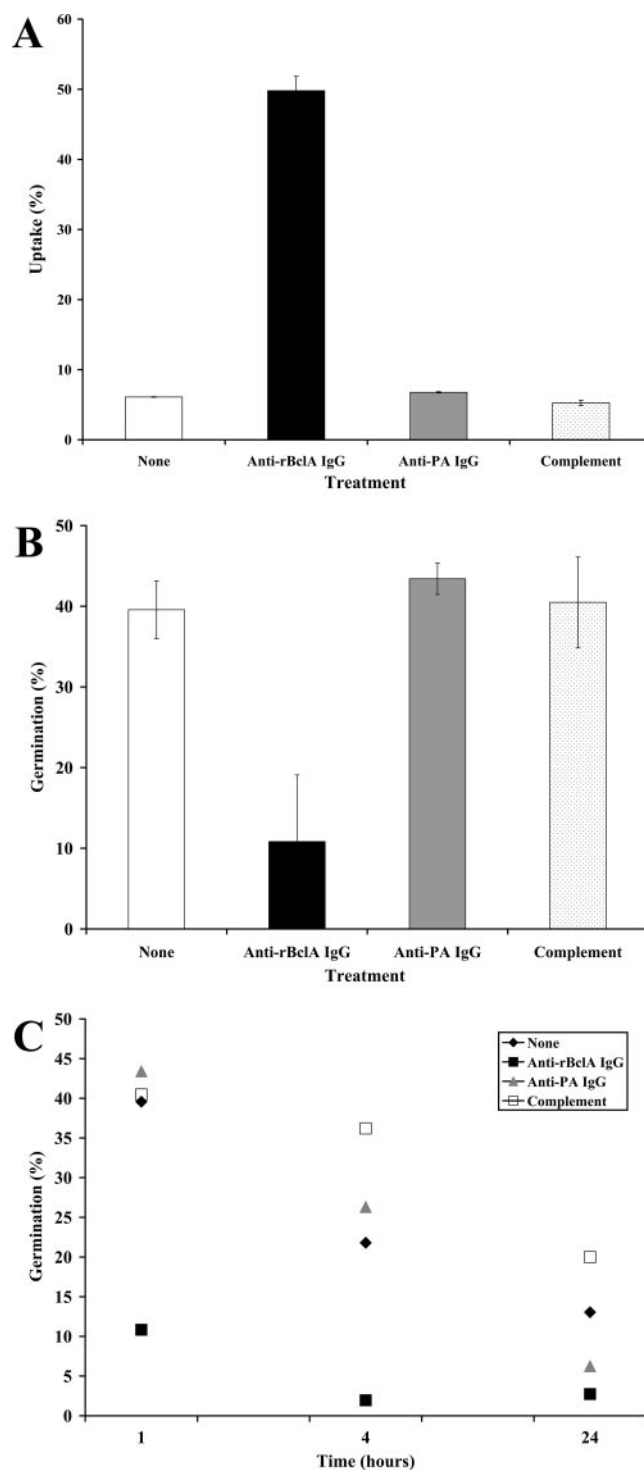 A
60
50
40
30
20
10
0
Uptake (%)
None Anti-rBclA IgG Anti-PA IgG Complement
Treatment
B
50
40
30
20
10
0
Germination (%)
None Anti-rBclA IgG Anti-PA IgG Complement
Treatment
C
50
45
40
35
30
25
20
15
10
5
0
Germination (%)
None
Anti-rBclA IgG
Anti-PA IgG
Complement
1 4 24
Time (hours)